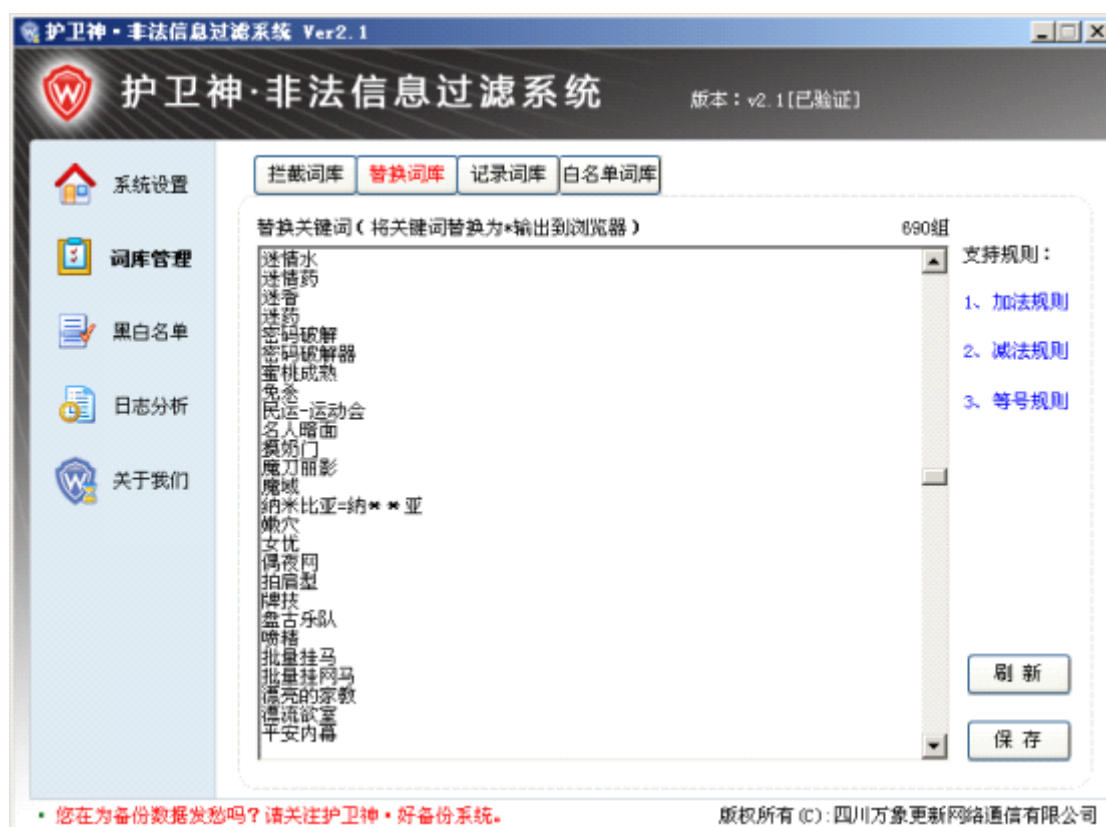 护卫神·非法信息过滤系统 Ver2.1
护卫神·非法信息过滤系统
版本：v2.1[已验证]
系统设置
词库管理
黑白名单
日志分析
关于我们
拦截词库
替换词库
记录词库
白名单词库
替换关键词(将关键词替换为*输出到浏览器)
690组
迷情水
迷情药
迷香
迷药
密码破解
密码破解器
蜜桃成熟
免杀
民运-运动会
名人暗面
摸奶门
魔刀丽影
魔域
纳米比亚=纳**亚
嫩穴
女优
偶夜网
拍肩型
牌技
盘古乐队
喷精
批量挂马
批量挂网马
漂亮的家教
漂流欲室
平安内幕
支持规则：
1、加法规则
2、减法规则
3、等号规则
刷 新
保 存
• 您在为备份数据发愁吗？请关注护卫神·好备份系统。
版权所有(C):四川万象更新网络通信有限公司